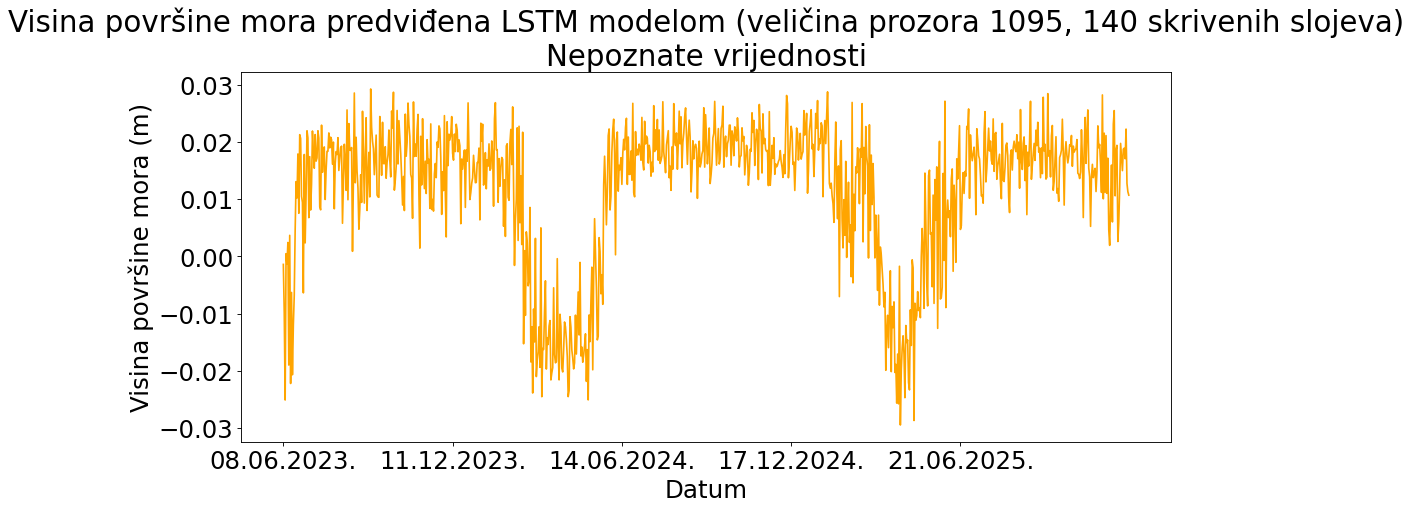 Visina površine mora predviđena LSTM modelom (veličina prozora 1095, 140 skrivenih slojeva)
Nepoznate vrijednosti
Visina površine mora (m)
0.03
0.02
0.01
0.00
−0.01
−0.02
−0.03
08.06.2023. 11.12.2023. 14.06.2024. 17.12.2024. 21.06.2025.
Datum